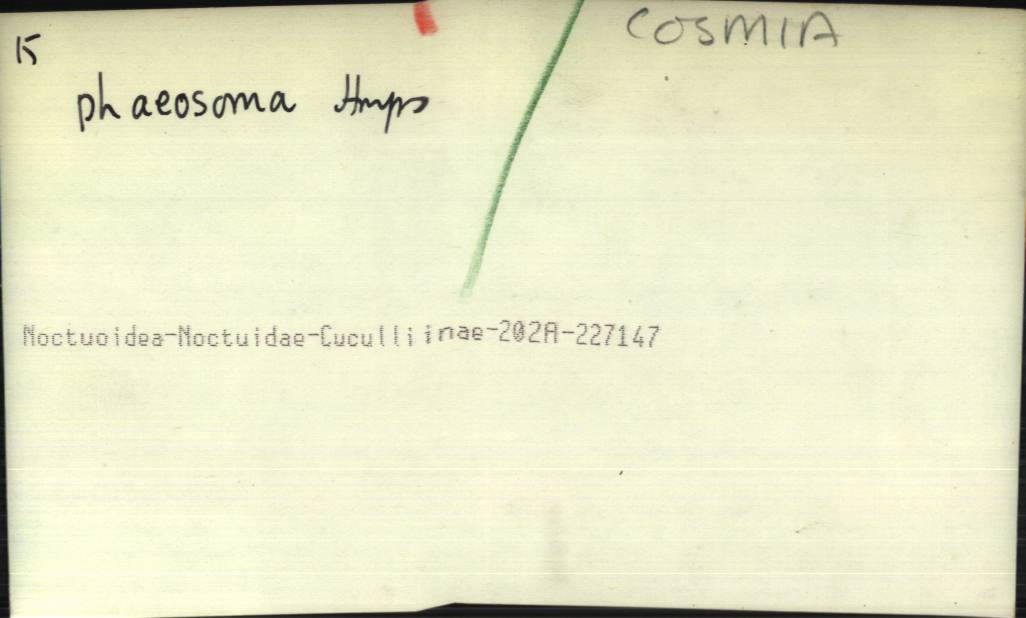 COSMIA
15
phaeosoma Hmps
Noctuoidea-Noctuidae-Cuculliinae-202A-227147